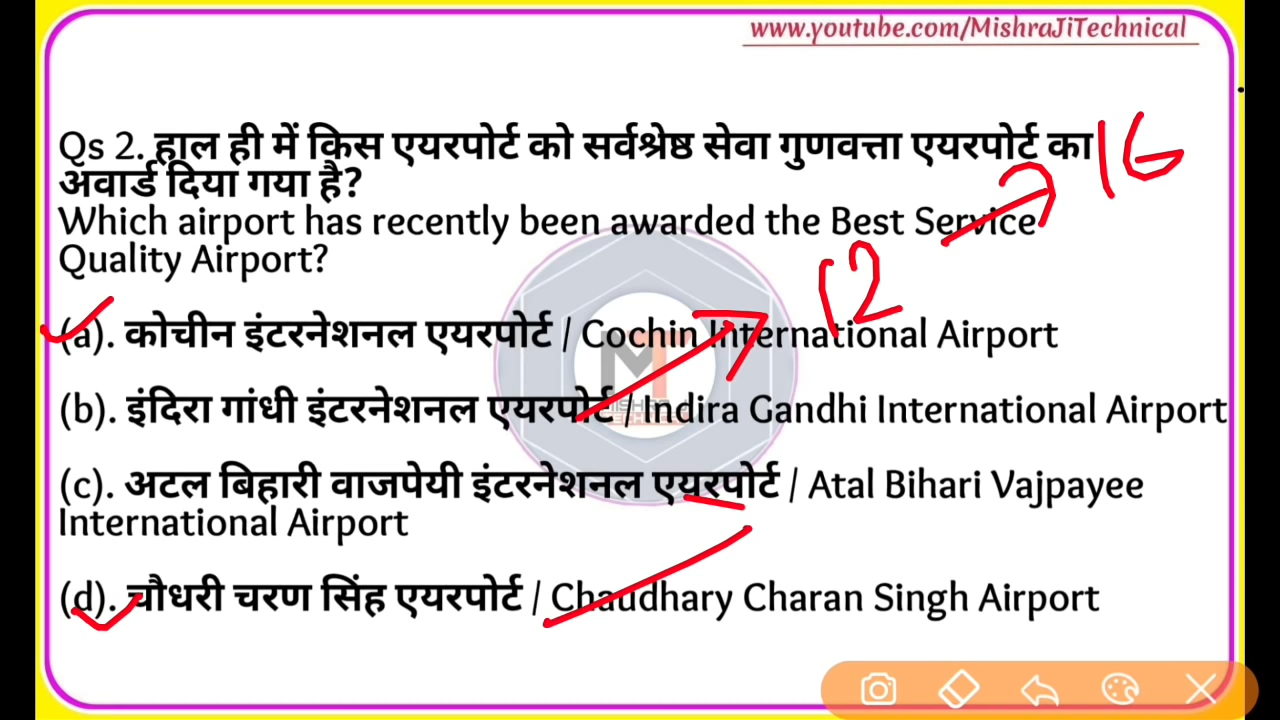 www.youtube.com/MishraJiTechnical
Qs 2. हाल ही में किस एयरपोर्ट को सर्वश्रेष्ठ सेवा गुणवत्ता एयरपोर्ट का 16
अवार्ड दिया गया है?
Which airport has recently been awarded the Best Service
Quality Airport?
12
(a). कोचीन इंटरनेशनल एयरपोर्ट / Cochin International Airport
(b). इंदिरा गांधी इंटरनेशनल एयरपोर्ट / Indira Gandhi International Airport
(c). अटल बिहारी वाजपेयी इंटरनेशनल एयरपोर्ट / Atal Bihari Vajpayee
International Airport
(d). चौधरी चरण सिंह एयरपोर्ट / Chaudhary Charan Singh Airport